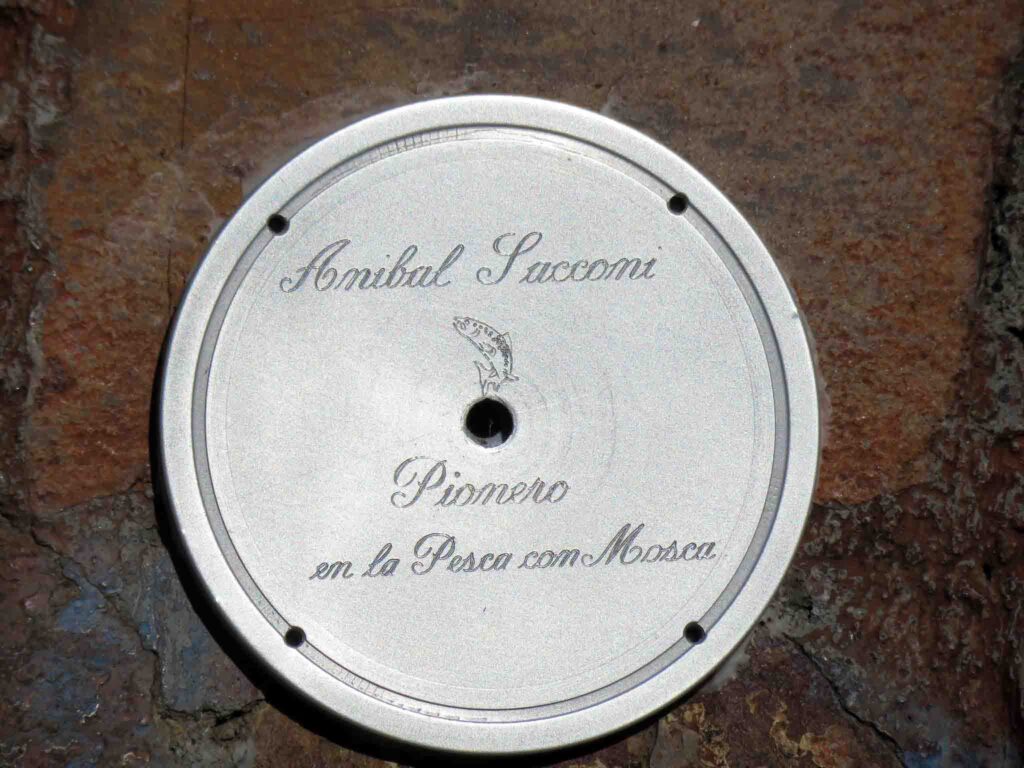 Anibal Sacconi
Pionero
en la Pesca con Mosca